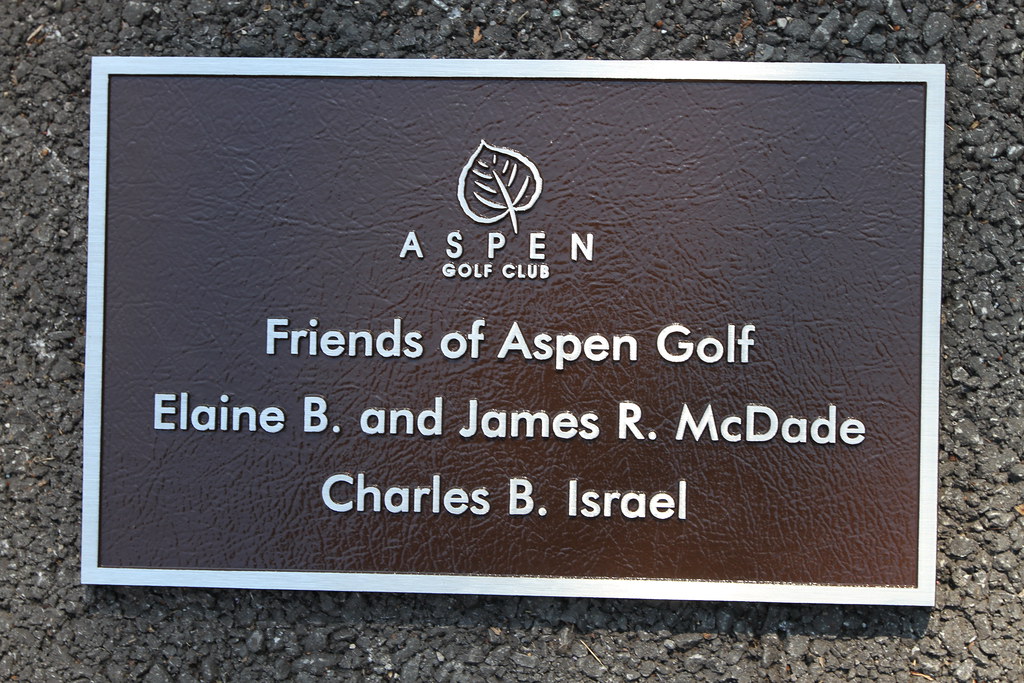 ASPEN
GOLF CLUB
Friends of Aspen Golf
Elaine B. and James R. McDade
Charles B. Israel